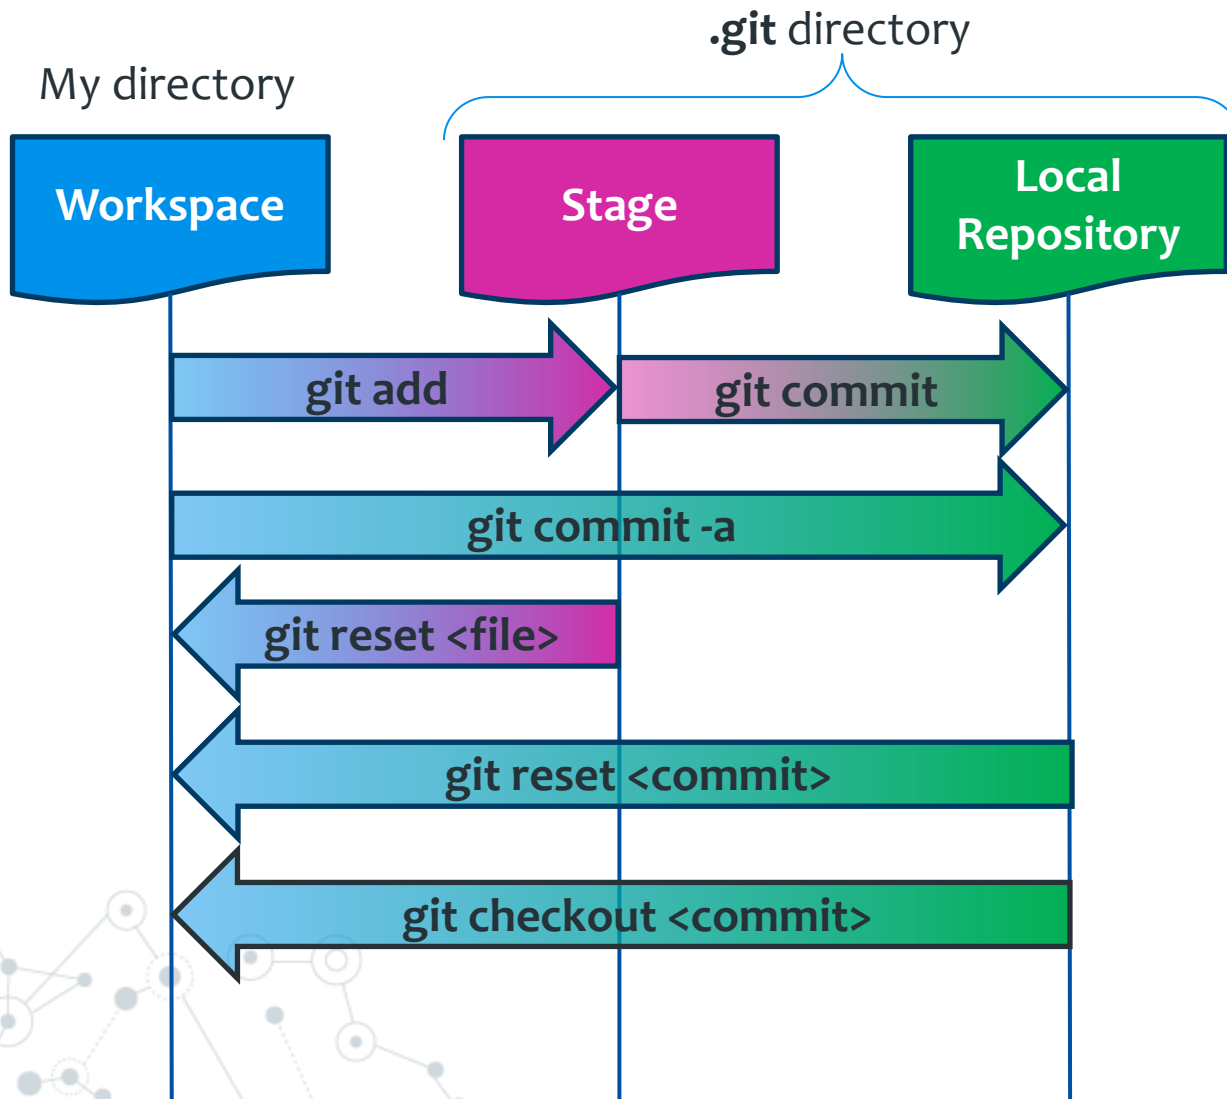 .git directory
My directory
Workspace
Stage
Local
Repository
git add
git commit
git commit -a
git reset <file>
git reset <commit>
git checkout <commit>